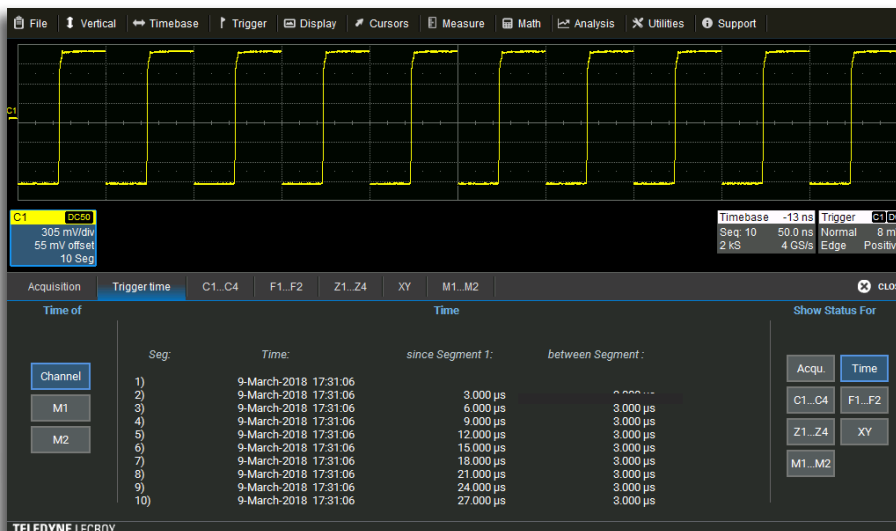 File Vertical Timebase Trigger Display Cursors Measure Math Analysis Utilities Support
C1
C1 DC50
305 mV/div
55 mV offset
10 Seg
Timebase -13 ns
Seq: 10 50.0 ns
2 kS 4 GS/s
Trigger C1
Normal 8 m
Edge Positiv
Acquisition Trigger time C1...C4 F1...F2 Z1...Z4 XY M1...M2 CLOS
Time of
Channel
M1
M2
Time
Seg: Time: since Segment 1: between Segment :
1) 9-March-2018 17:31:06
2) 9-March-2018 17:31:06 3.000 µs
3) 9-March-2018 17:31:06 6.000 µs 3.000 µs
4) 9-March-2018 17:31:06 9.000 µs 3.000 µs
5) 9-March-2018 17:31:06 12.000 µs 3.000 µs
6) 9-March-2018 17:31:06 15.000 µs 3.000 µs
7) 9-March-2018 17:31:06 18.000 µs 3.000 µs
8) 9-March-2018 17:31:06 21.000 µs 3.000 µs
9) 9-March-2018 17:31:06 24.000 µs 3.000 µs
10) 9-March-2018 17:31:06 27.000 µs 3.000 µs
Show Status For
Acqu. Time
C1...C4 F1...F2
Z1...Z4 XY
M1...M2
TELEDYNE LECROY